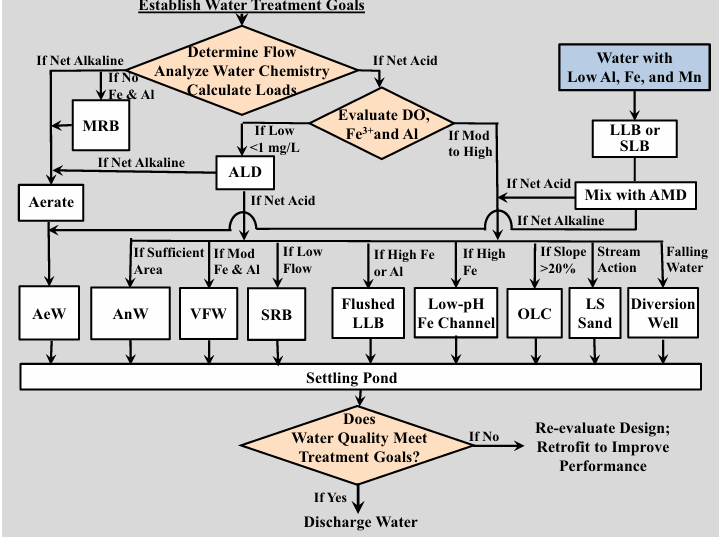 Establish Water Treatment Goals
Determine Flow
Analyze Water Chemistry
Calculate Loads
If Net Alkaline
If No
Fe & Al
MRB
If Net Acid
Evaluate DO,
Fe³⁺and Al
If Low
<1 mg/L
If Mod
to High
Water with
Low Al, Fe, and Mn
LLB or
SLB
Mix with AMD
If Net Alkaline
ALD
Aerate
If Net Acid
If Net Acid
If Net Alkaline
If Sufficient
Area
If Mod
Fe & Al
If Low
Flow
If High Fe
or Al
If High
Fe
If Slope
>20%
Stream
Action
Falling
Water
AeW
AnW
VFW
SRB
Flushed
LLB
Low-pH
Fe Channel
OLC
LS
Sand
Diversion
Well
Settling Pond
Does
Water Quality Meet
Treatment Goals?
If No
Re-evaluate Design;
Retrofit to Improve
Performance
If Yes
Discharge Water